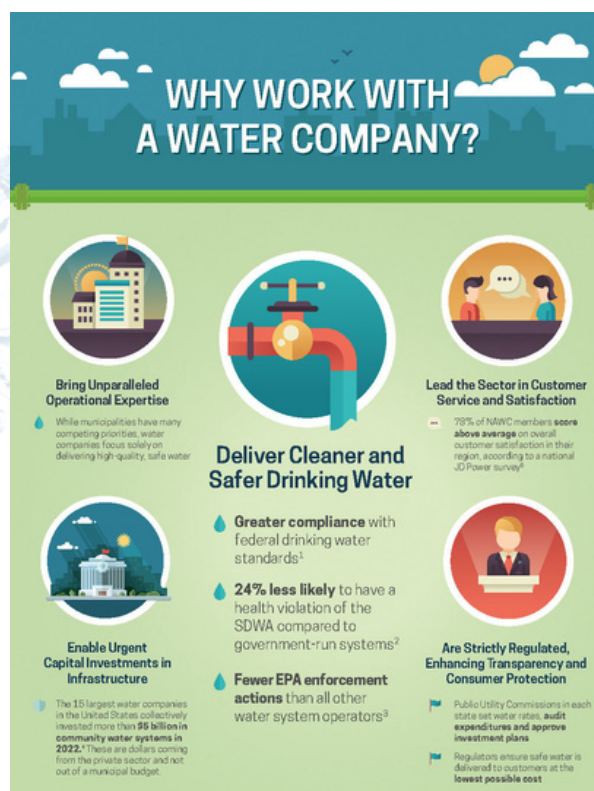 WHY WORK WITH
A WATER COMPANY?
Bring Unparalleled
Operational Expertise
While municipalities have many
competing priorities, water
companies focus solely on
delivering high-quality, safe water
Deliver Cleaner and
Safer Drinking Water
Greater compliance with
federal drinking water
standards¹
24% less likely to have a
health violation of the
SDWA compared to
government-run systems²
Fewer EPA enforcement
actions than all other
water system operators³
Lead the Sector in Customer
Service and Satisfaction
78% of NAWC members score
above average on overall
customer satisfaction in their
region, according to a national
JD Power survey
Enable Urgent
Capital Investments in
Infrastructure
The 15 largest water companies
in the United States collectively
invested more than $5 billion in
community water systems in
2022.⁴ These are dollars coming
from the private sector and not
out of a municipal budget.
Are Strictly Regulated,
Enhancing Transparency and
Consumer Protection
Public Utility Commissions in each
state set water rates, audit
expenditures and approve
investment plans
Regulators ensure safe water is
delivered to customers at the
lowest possible cost